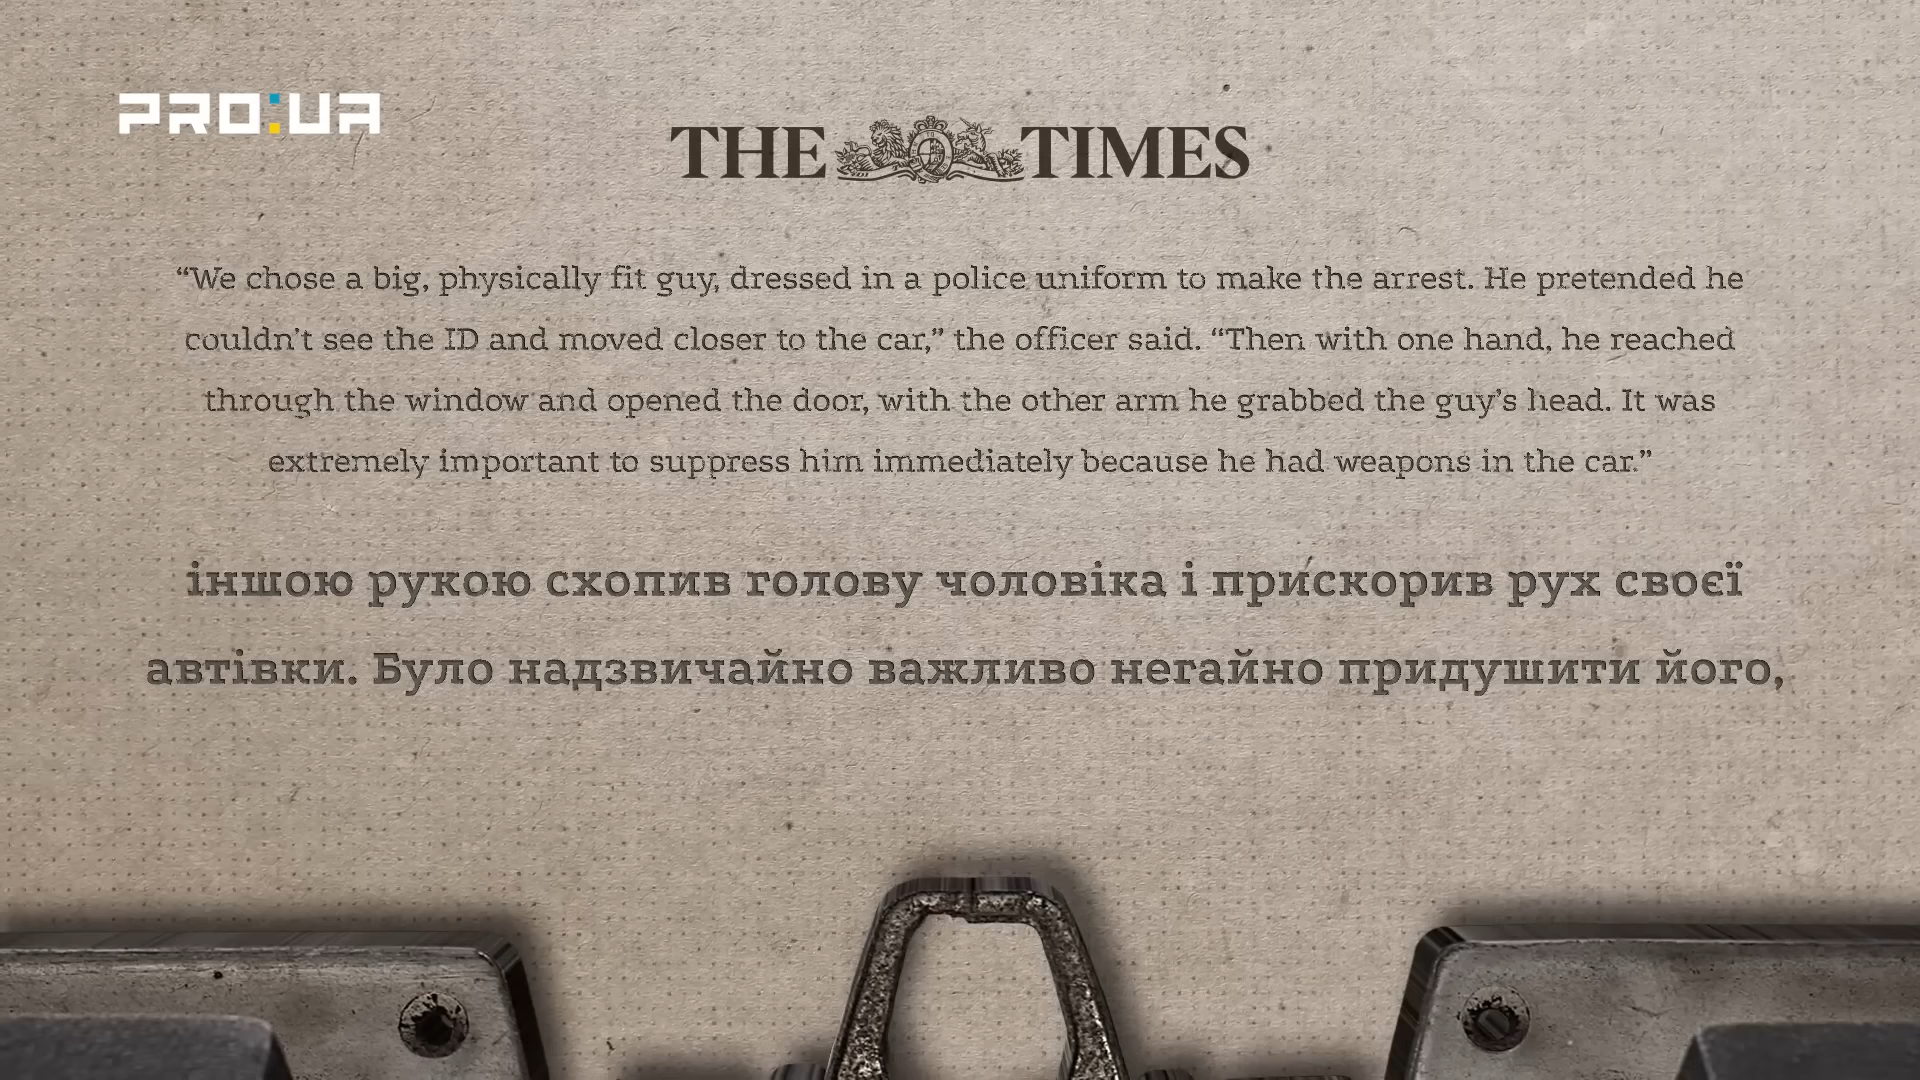 PRO:UA
THE TIMES
“We chose a big, physically fit guy, dressed in a police uniform to make the arrest. He pretended he
couldn’t see the ID and moved closer to the car,” the officer said. “Then with one hand, he reached
through the window and opened the door, with the other arm he grabbed the guy’s head. It was
extremely important to suppress him immediately because he had weapons in the car.”
іншою рукою схопив голову чоловіка і прискорив рух своєї
автівки. Було надзвичайно важливо негайно придушити його,